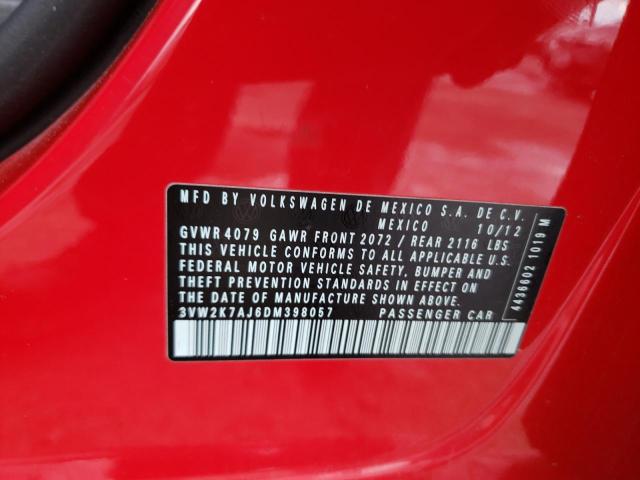 MFD BY VOLKSWAGEN DE MEXICO S.A. DE C.V.
MEXICO 10/12
GVWR 4079 GAWR FRONT 2072 / REAR 2116 LBS
THIS VEHICLE CONFORMS TO ALL APPLICABLE U.S.
FEDERAL MOTOR VEHICLE SAFETY, BUMPER AND
THEFT PREVENTION STANDARDS IN EFFECT ON
THE DATE OF MANUFACTURE SHOWN ABOVE.
3VW2K7AJ6DM398057 PASSENGER CAR
4436602 1019 M